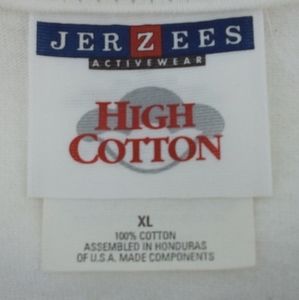 JERZEES
ACTIVEWEAR
HIGH
COTTON
XL
100% COTTON
ASSEMBLED IN HONDURAS
OF U.S.A. MADE COMPONENTS